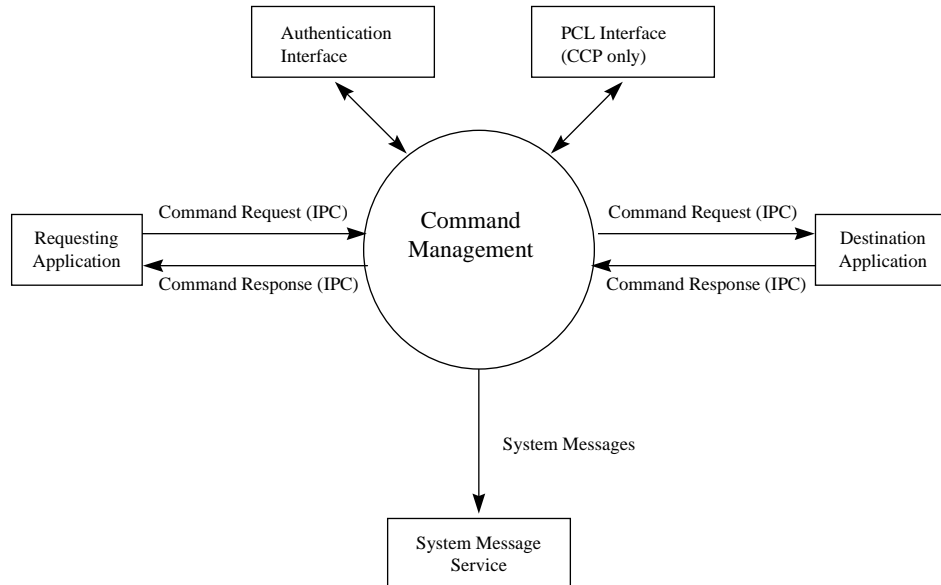 Authentication
Interface
PCL Interface
(CCP only)
Command Request (IPC)
Requesting
Application
Command Response (IPC)
Command
Management
Command Request (IPC)
Destination
Application
Command Response (IPC)
System Messages
System Message
Service